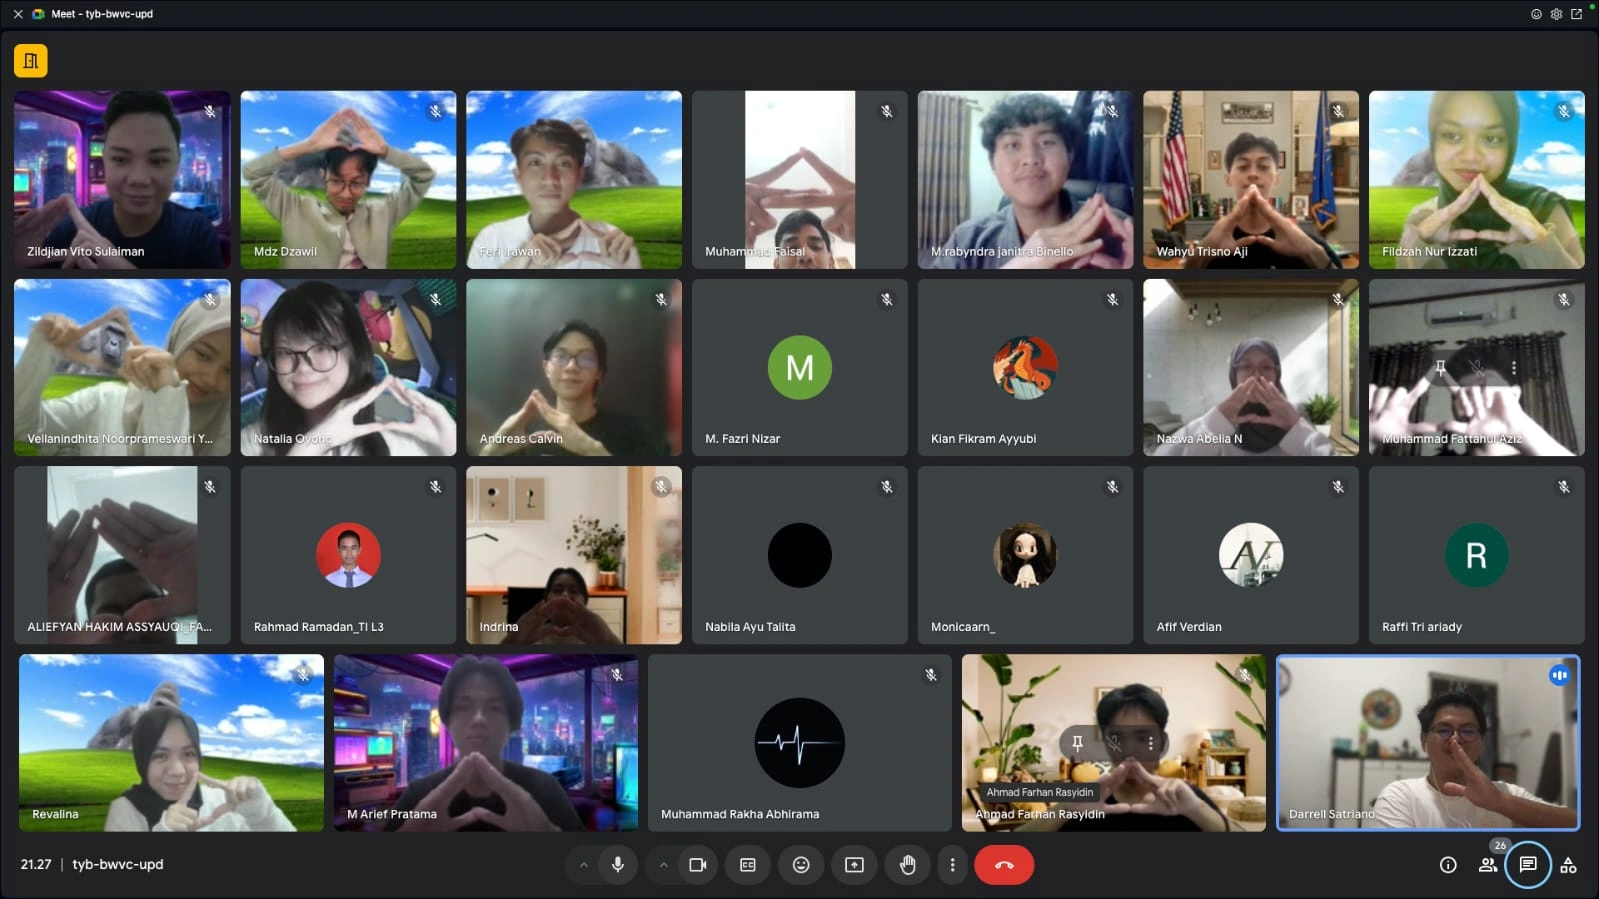 Meet - tyb-bwvc-upd
Zildjian Vito Sulaiman
Mdz Dzawil
Feri Irawan
Muhammad Faisal
M.rabyndra janitra Binello
Wahyu Trisno Aji
Fildzah Nur Izzati
Vellanindhita Noorprameswari Y...
Natalia Oyong
Andreas Calvin
M
M. Fazri Nizar
Kian Fikram Ayyubi
Nazwa Abelia N
Muhammad Fattahul Aziz
ALIEFYAN HAKIM ASSYAUQI_FA...
Rahmad Ramadan_TI L3
Indrina
Nabila Ayu Talita
Monicaarn_
Afif Verdian
R
Raffi Tri ariady
Revalina
M Arief Pratama
Muhammad Rakha Abhirama
Ahmad Farhan Rasyidin
Ahmad Farhan Rasyidin
Darrell Satriano
21.27 | tyb-bwvc-upd
26